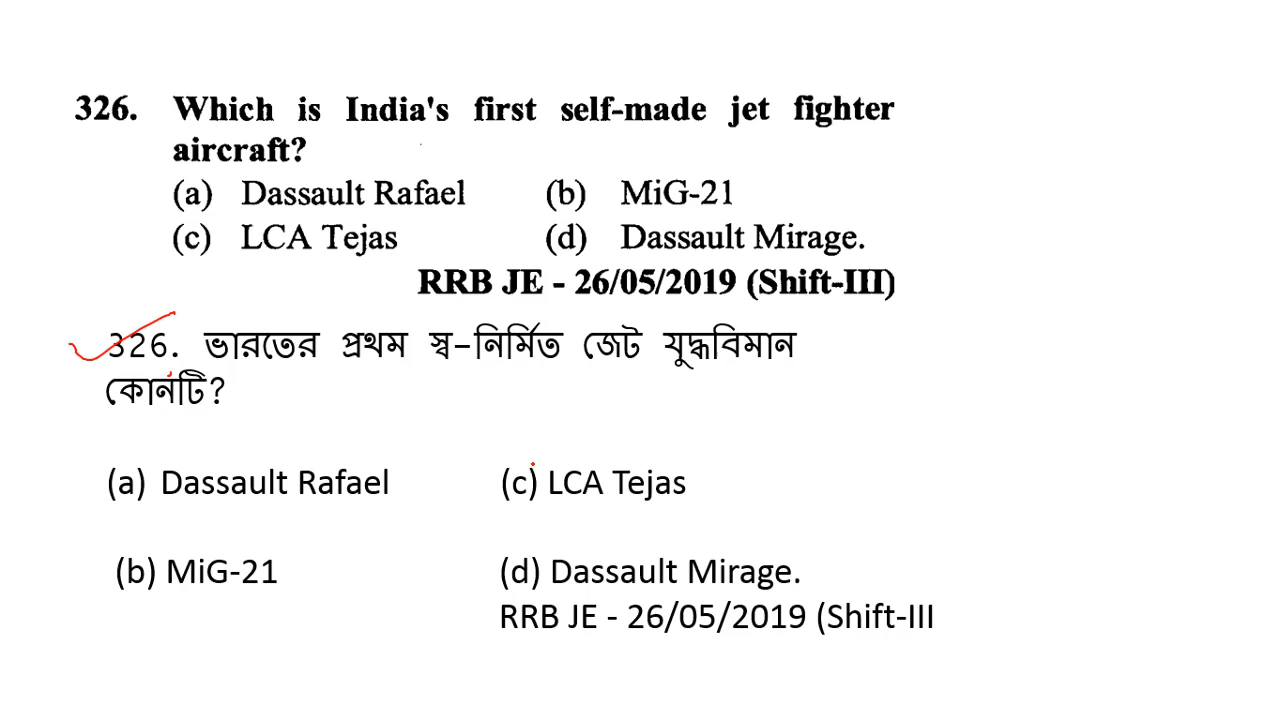 326. Which is India's first self-made jet fighter
aircraft?
(a) Dassault Rafael (b) MiG-21
(c) LCA Tejas (d) Dassault Mirage.
RRB JE - 26/05/2019 (Shift-III)
326. ভারতের প্রথম স্ব-নির্মিত জেট যুদ্ধবিমান
কোনটি?
(a) Dassault Rafael (c) LCA Tejas
(b) MiG-21 (d) Dassault Mirage.
RRB JE - 26/05/2019 (Shift-III